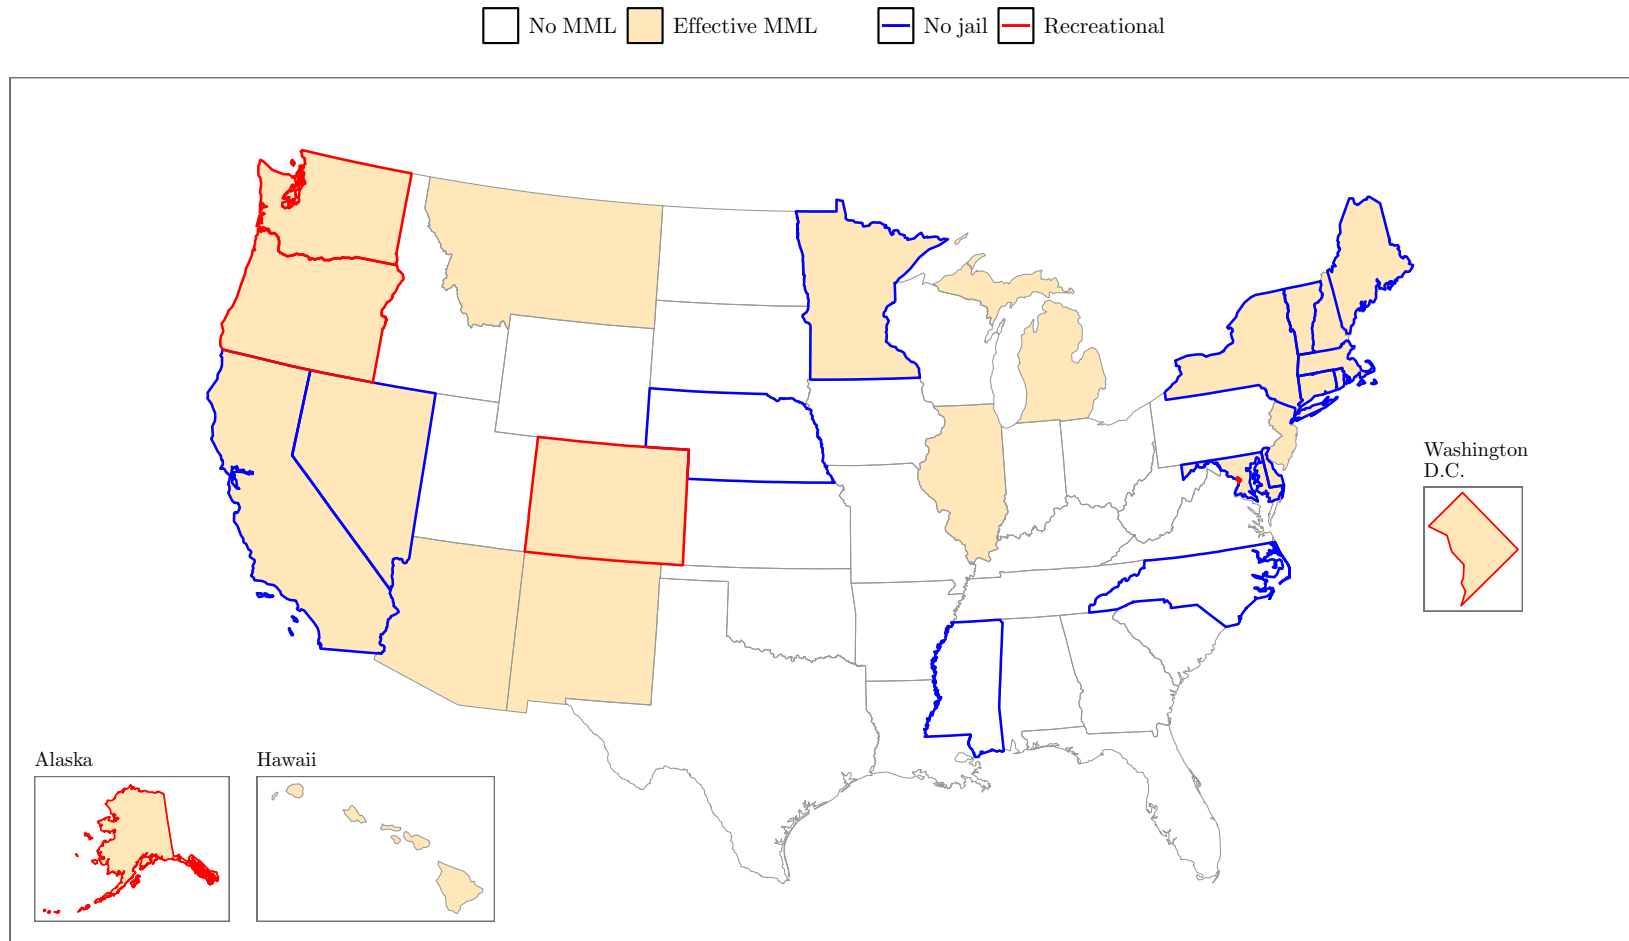 No MML Effective MML No jail Recreational
Washington
D.C.
Alaska Hawaii